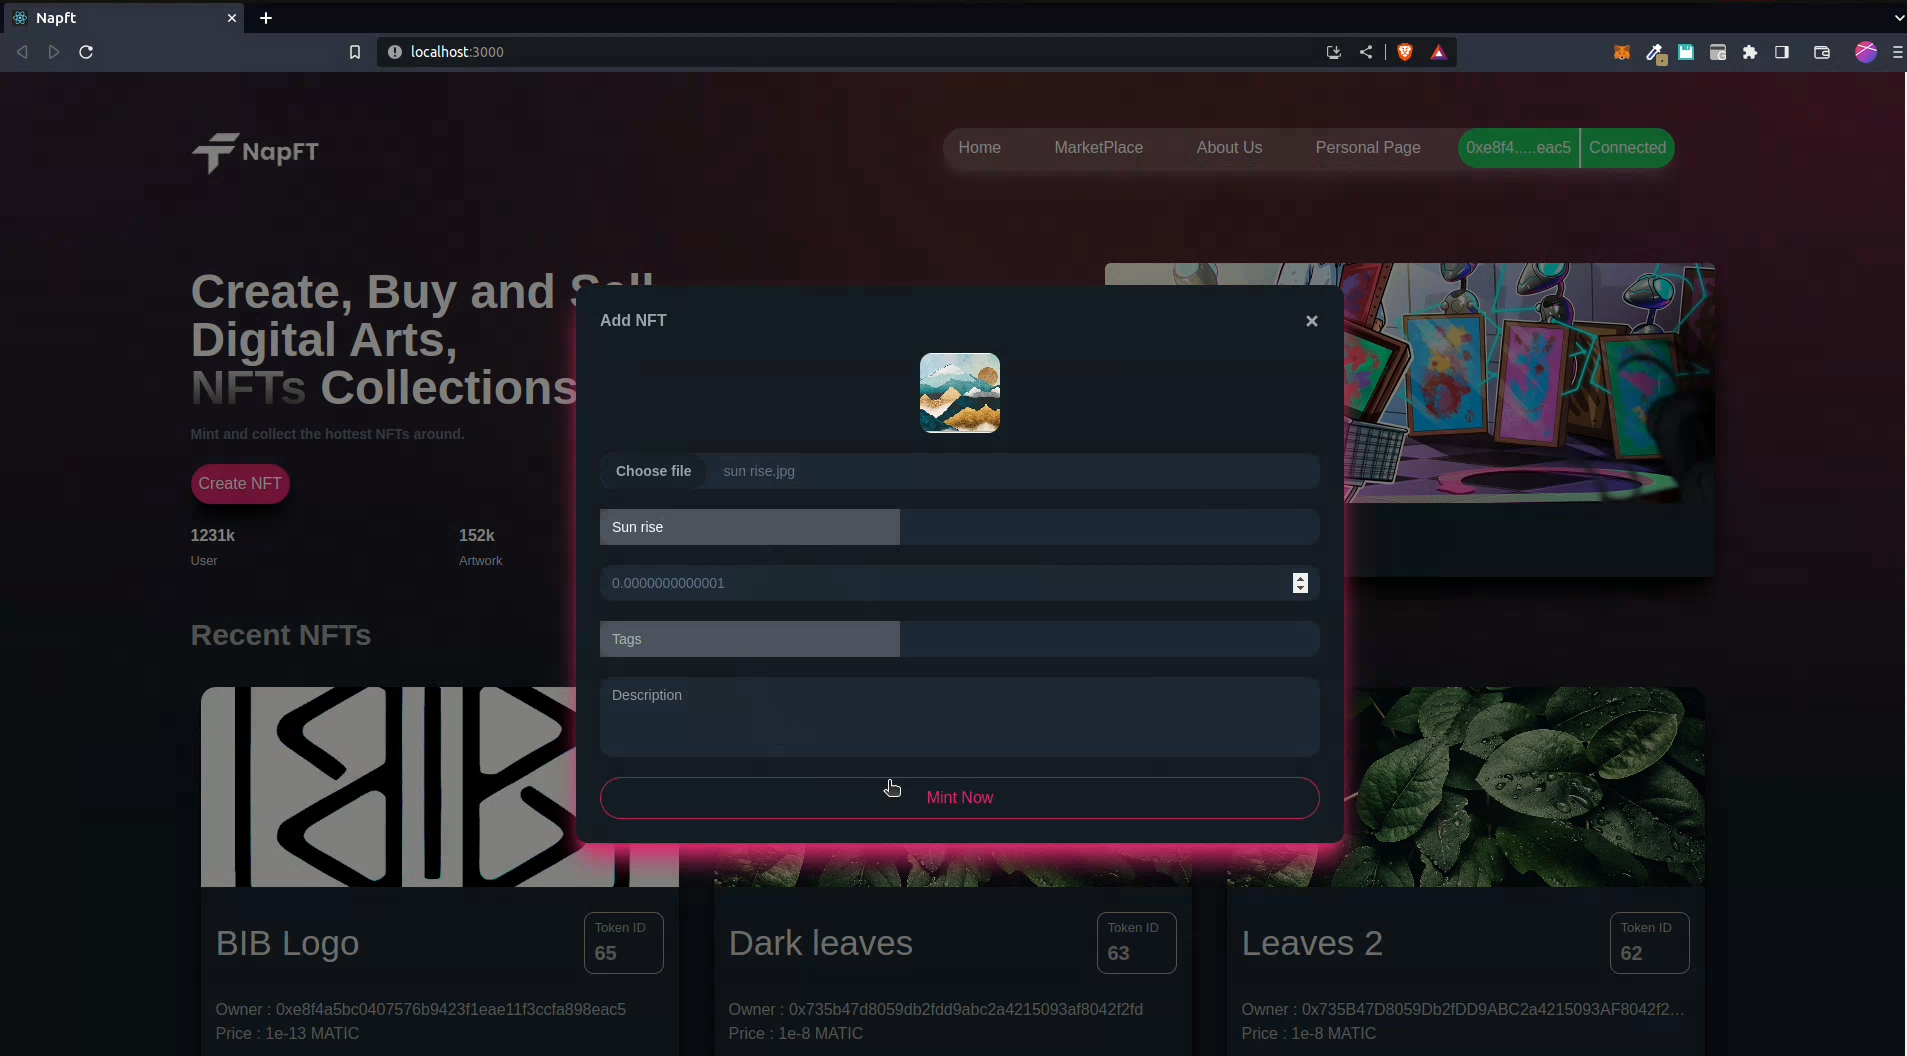 Napft
localhost:3000
NapFT
Home
MarketPlace
About Us
Personal Page
0xe8f4.....eac5
Connected
Create, Buy and Sell
Digital Arts,
NFTs Collections
Mint and collect the hottest NFTs around.
Create NFT
1231k
User
152k
Artwork
Add NFT
Choose file sun rise.jpg
Sun rise
0.0000000000001
Tags
Description
Mint Now
Recent NFTs
BIB Logo
Token ID
65
Owner : 0xe8f4a5bc0407576b9423f1eae11f3ccfa898eac5
Price : 1e-13 MATIC
Dark leaves
Token ID
63
Owner : 0x735b47d8059db2fdd9abc2a4215093af8042f2fd
Price : 1e-8 MATIC
Leaves 2
Token ID
62
Owner : 0x735B47D8059Db2fDD9ABC2a4215093AF8042f2...
Price : 1e-8 MATIC